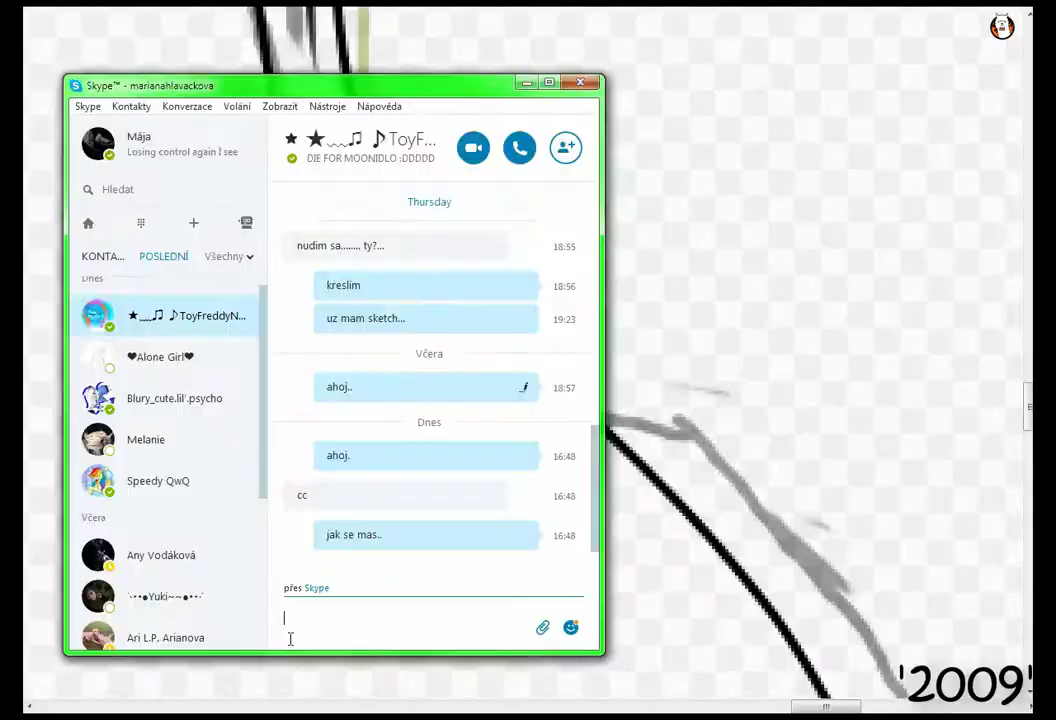 Skype™ - marianahlavackova
Skype Kontakty Konverzace Volání Zobrazit Nástroje Nápověda
Mája
Losing control again I see
Hledat
KONTA... POSLEDNÍ Všechny
Dnes
★﹏♫ ♪ToyFreddyN...
❤Alone Girl❤
Blury_cute.lil'.psycho
Melanie
Speedy QwQ
Včera
Any Vodáková
Yuki
Ari L.P. Arianova
★ ★﹏♫ ♪ToyF...
DIE FOR MOONIDLO :DDDDD
Thursday
nudim sa........ ty?... 18:55
kreslim 18:56
uz mam sketch... 19:23
Včera
ahoj.. 18:57
Dnes
ahoj. 16:48
cc 16:48
jak se mas.. 16:48
přes Skype
'2009'